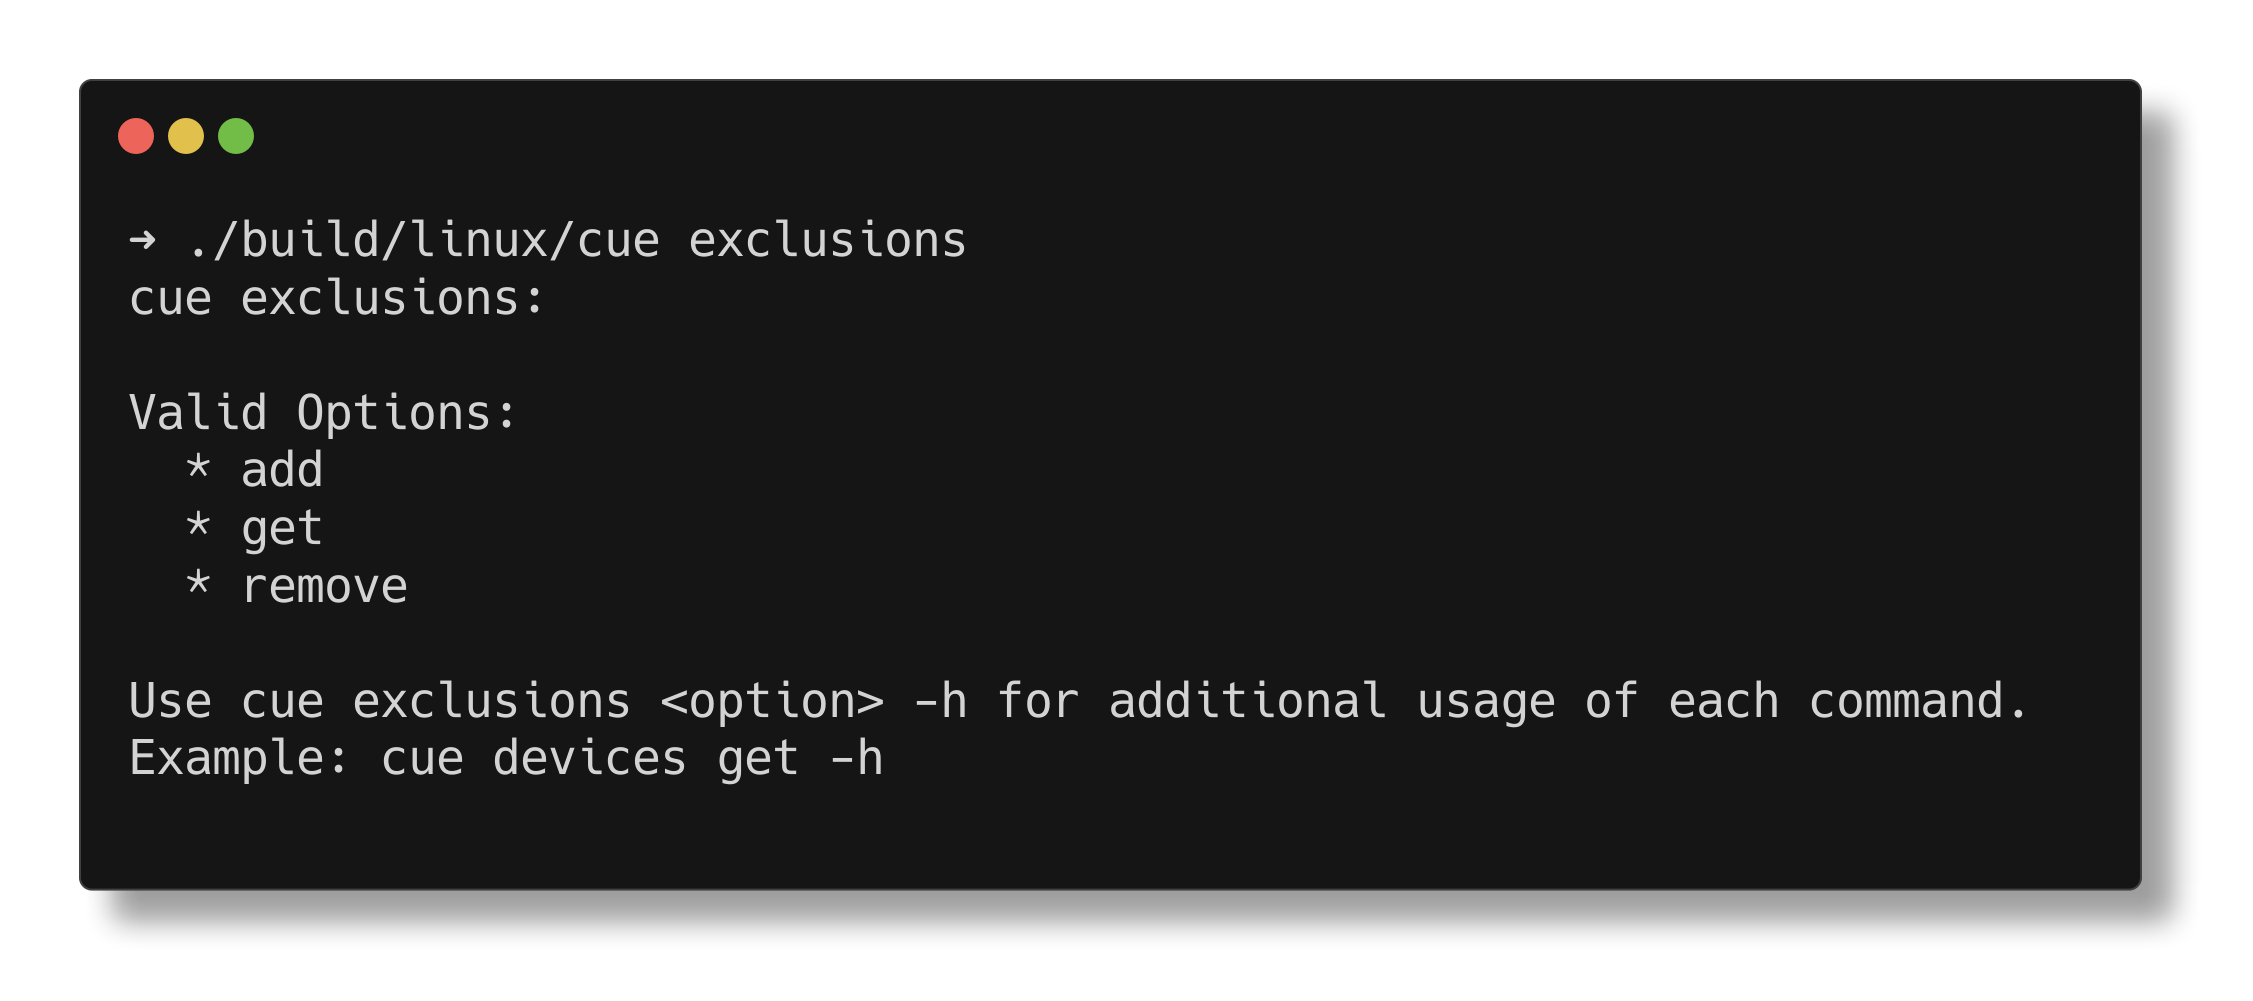 ➜ ./build/linux/cue exclusions
cue exclusions:

Valid Options:
  * add
  * get
  * remove

Use cue exclusions <option> -h for additional usage of each command.
Example: cue devices get -h